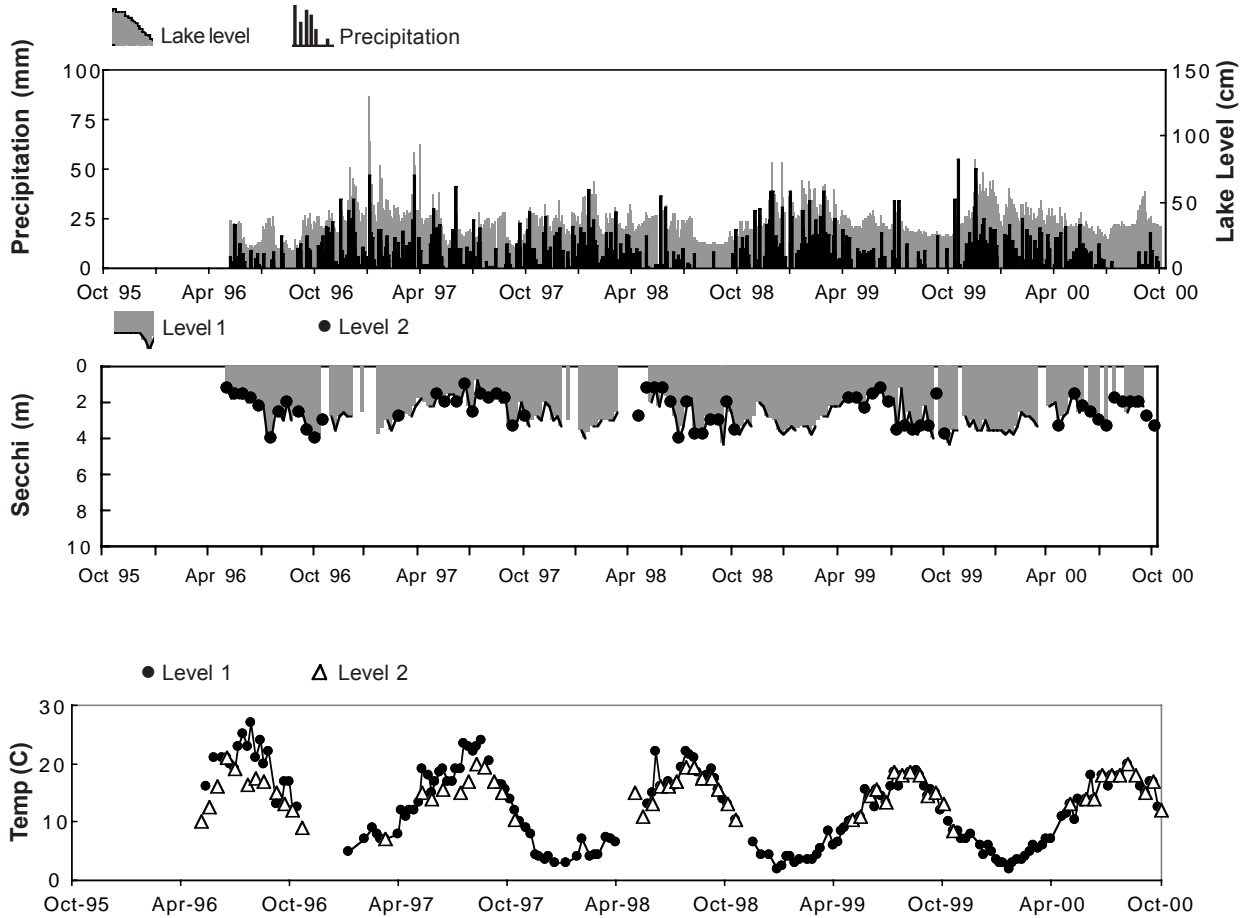 Lake level Precipitation
Precipitation (mm)
100
75
50
25
0
150
100
50
0
Lake Level (cm)
Oct 95 Apr 96 Oct 96 Apr 97 Oct 97 Apr 98 Oct 98 Apr 99 Oct 99 Apr 00 Oct 00
Level 1 Level 2
Secchi (m)
0
2
4
6
8
10
Oct 95 Apr 96 Oct 96 Apr 97 Oct 97 Apr 98 Oct 98 Apr 99 Oct 99 Apr 00 Oct 00
Level 1 Level 2
Temp (C)
30
20
10
0
Oct-95 Apr-96 Oct-96 Apr-97 Oct-97 Apr-98 Oct-98 Apr-99 Oct-99 Apr-00 Oct-00